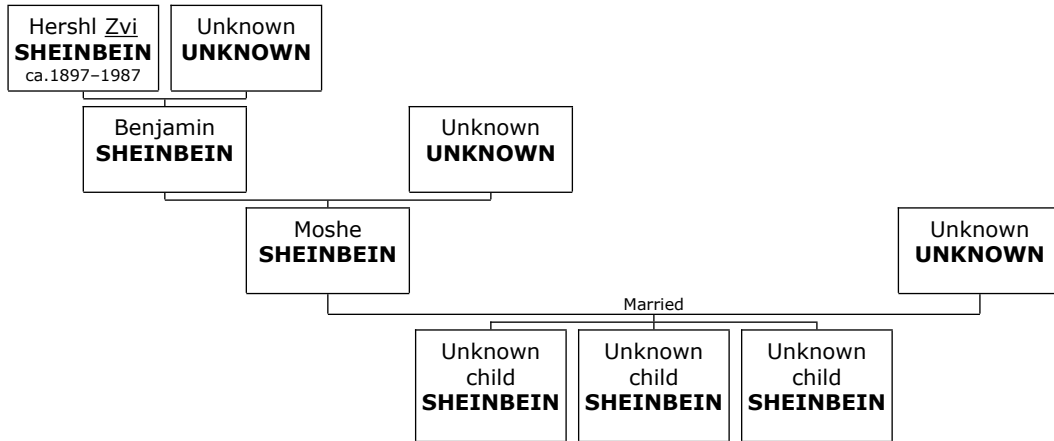 Hershl Zvi
SHEINBEIN
ca.1897–1987
Unknown
UNKNOWN
Benjamin
SHEINBEIN
Unknown
UNKNOWN
Moshe
SHEINBEIN
Unknown
UNKNOWN
Married
Unknown
child
SHEINBEIN
Unknown
child
SHEINBEIN
Unknown
child
SHEINBEIN